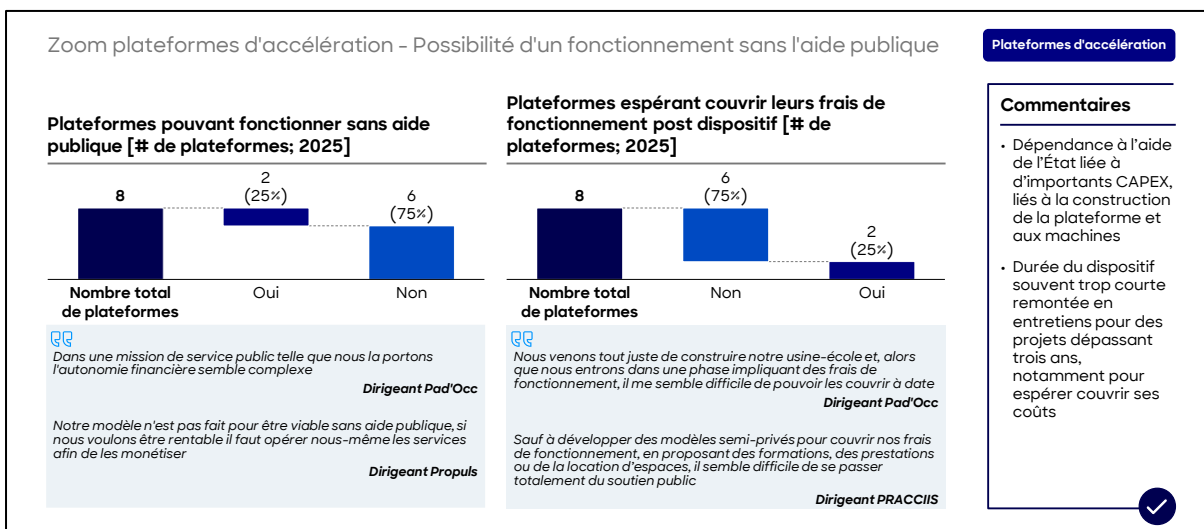 Zoom plateformes d'accélération - Possibilité d'un fonctionnement sans l'aide publique
Plateformes d'accélération
Plateformes pouvant fonctionner sans aide
publique [# de plateformes; 2025]
8
2
(25%)
6
(75%)
Nombre total
de plateformes
Oui
Non
Dans une mission de service public telle que nous la portons
l'autonomie financière semble complexe
Dirigeant Pad'Occ
Notre modèle n'est pas fait pour être viable sans aide publique, si
nous voulons être rentable il faut opérer nous-même les services
afin de les monétiser
Dirigeant Propuls
Plateformes espérant couvrir leurs frais de
fonctionnement post dispositif [# de
plateformes; 2025]
8
6
(75%)
2
(25%)
Nombre total
de plateformes
Non
Oui
Nous venons tout juste de construire notre usine-école et, alors
que nous entrons dans une phase impliquant des frais de
fonctionnement, il me semble difficile de pouvoir les couvrir à date
Dirigeant Pad'Occ
Sauf à développer des modèles semi-privés pour couvrir nos frais
de fonctionnement, en proposant des formations, des prestations
ou de la location d'espaces, il semble difficile de se passer
totalement du soutien public
Dirigeant PRACCIIS
Commentaires
• Dépendance à l'aide
de l'État liée à
d'importants CAPEX,
liés à la construction
de la plateforme et
aux machines
• Durée du dispositif
souvent trop courte
remontée en
entretiens pour des
projets dépassant
trois ans,
notamment pour
espérer couvrir ses
coûts